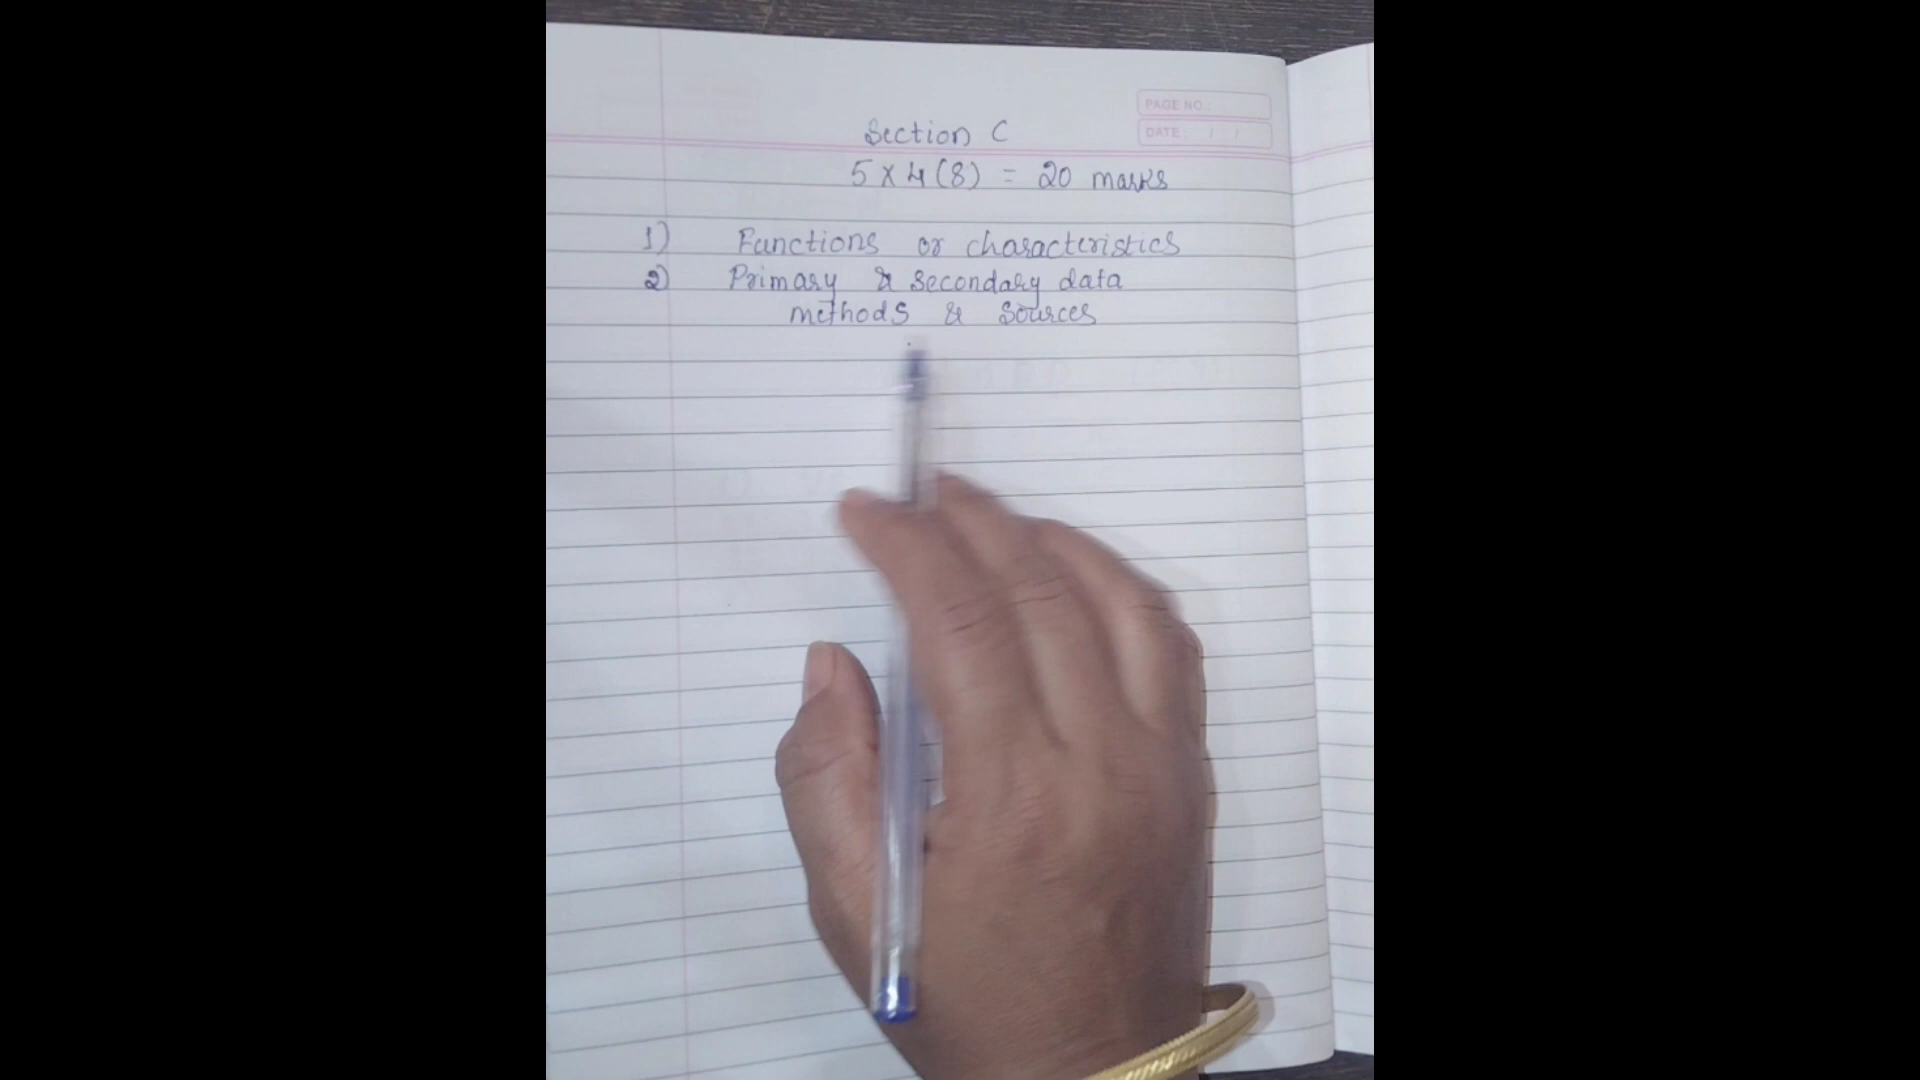 PAGE NO.:
DATE: / /
Section C
5 x 4 (8) = 20 marks
1) Functions or characteristics
2) Primary & Secondary data
methods & Sources